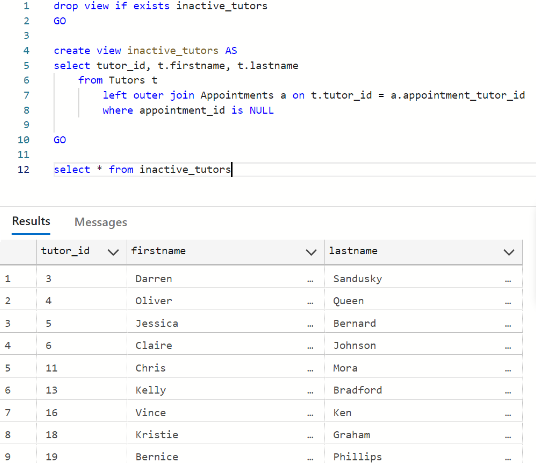 1 drop view if exists inactive_tutors
2 GO
3
4 create view inactive_tutors AS
5 select tutor_id, t.firstname, t.lastname
6 from Tutors t
7 left outer join Appointments a on t.tutor_id = a.appointment_tutor_id
8 where appointment_id is NULL
9
10 GO
11
12 select * from inactive_tutors
Results Messages
tutor_id firstname lastname
1 3 Darren … Sandusky …
2 4 Oliver … Queen …
3 5 Jessica … Bernard …
4 6 Claire … Johnson …
5 11 Chris … Mora …
6 13 Kelly … Bradford …
7 16 Vince … Ken …
8 18 Kristie … Graham …
9 19 Bernice … Phillips …